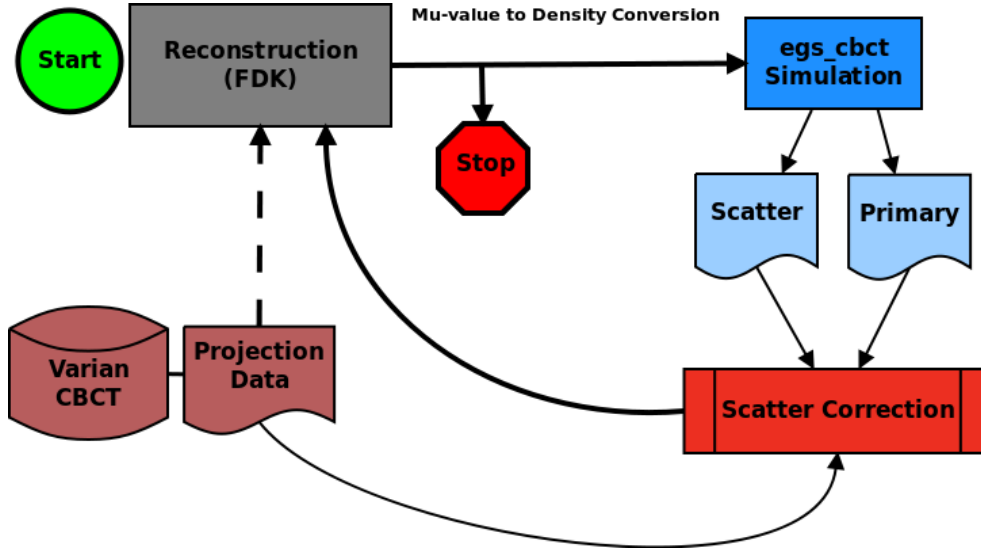 Mu-value to Density Conversion
Start
Reconstruction
(FDK)
egs_cbct
Simulation
Stop
Scatter
Primary
Varian
CBCT
Projection
Data
Scatter Correction